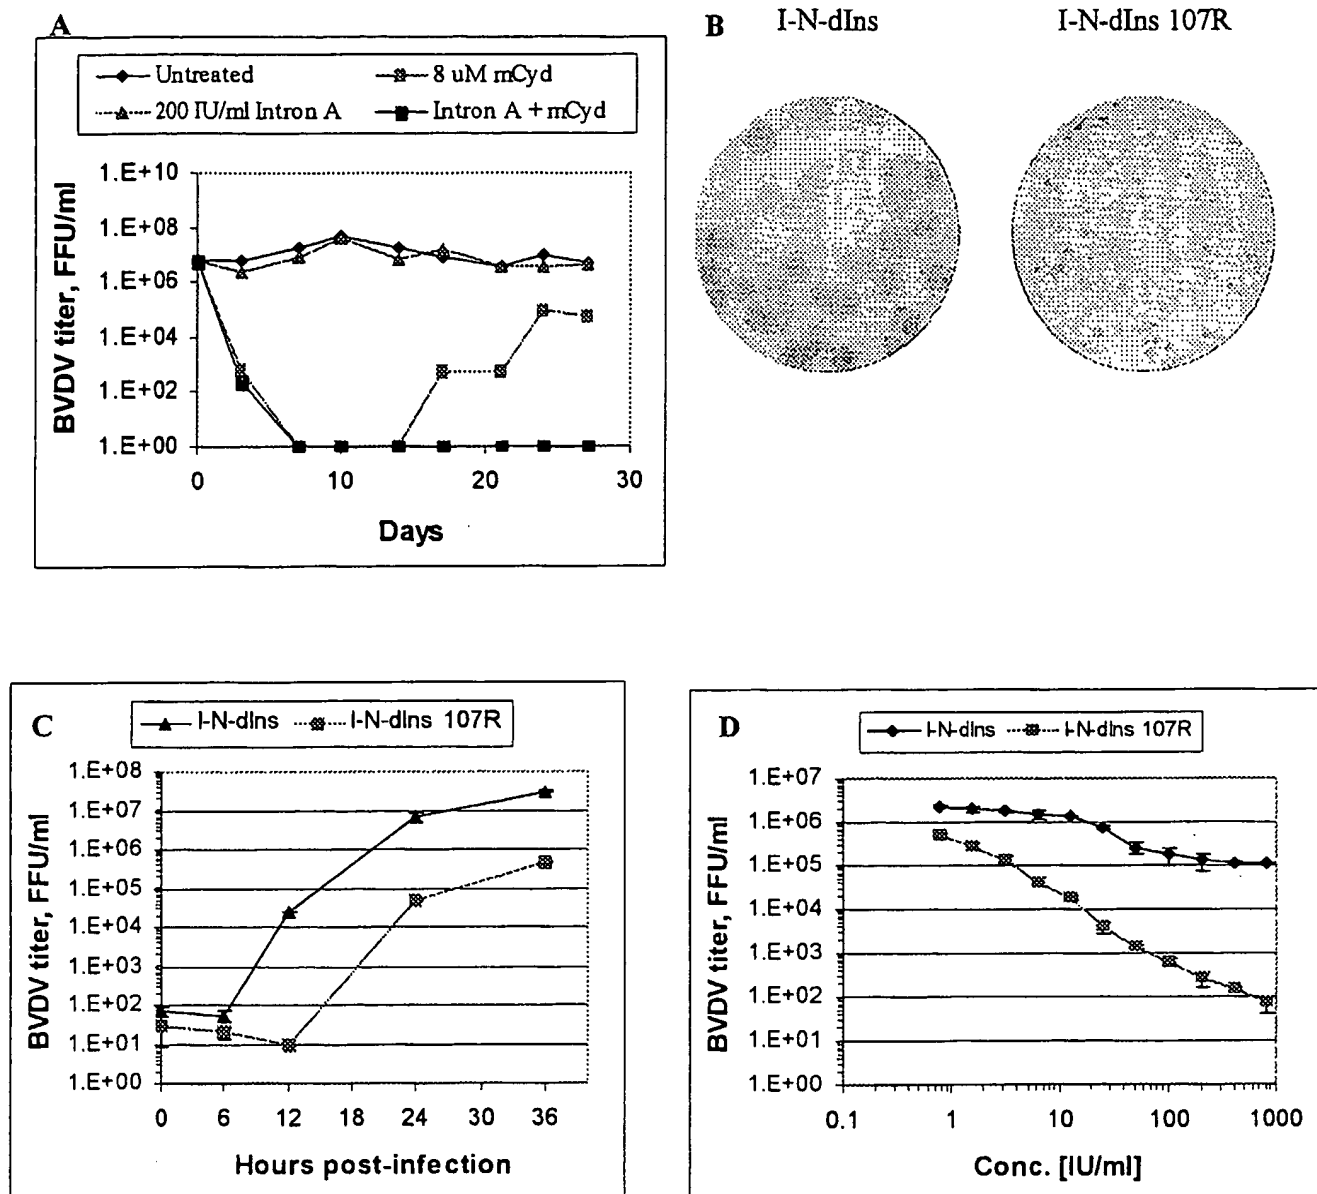 A
Untreated
8 uM mCyd
200 IU/ml Intron A
Intron A + mCyd
BVDV titer, FFU/ml
1.E+10
1.E+08
1.E+06
1.E+04
1.E+02
1.E+00
0 10 20 30
Days
B
I-N-dIns I-N-dIns 107R
C
I-N-dIns I-N-dIns 107R
BVDV titer, FFU/ml
1.E+08
1.E+07
1.E+06
1.E+05
1.E+04
1.E+03
1.E+02
1.E+01
1.E+00
0 6 12 24 30 36
Hours post-infection
D
I-N-dIns I-N-dIns 107R
BVDV titer, FFU/ml
1.E+07
1.E+06
1.E+05
1.E+04
1.E+03
1.E+02
1.E+01
1.E+00
0.1 1 10 100 1000
Conc. [IU/ml]